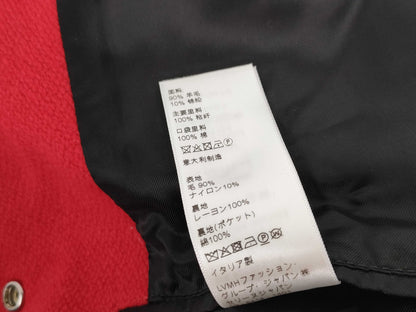 面料
90% 羊毛
10% 锦纶
主要里料
100% 粘纤
口袋里料
100% 棉
意大利制造
表地
毛 90%
ナイロン10%
裏地
レーヨン100%
裏地(ポケット)
綿100%
イタリア製
LVMHファッション・
グループ・ジャパン株